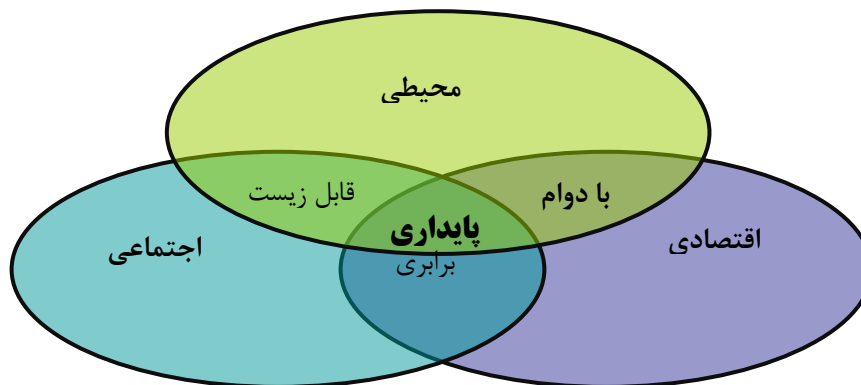 محیطی
قابل زیست
با دوام
پایداری
اجتماعی
اقتصادی
برابری